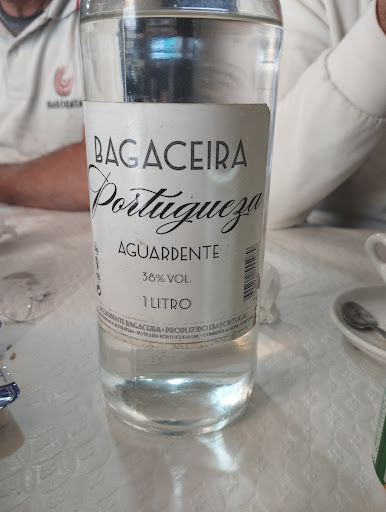 BAGACEIRA
Portugueza
AGUARDENTE
38% VOL.
1 LITRO
AGUARDENTE BAGACEIRA • PRODUZIDO EM PORTUGAL